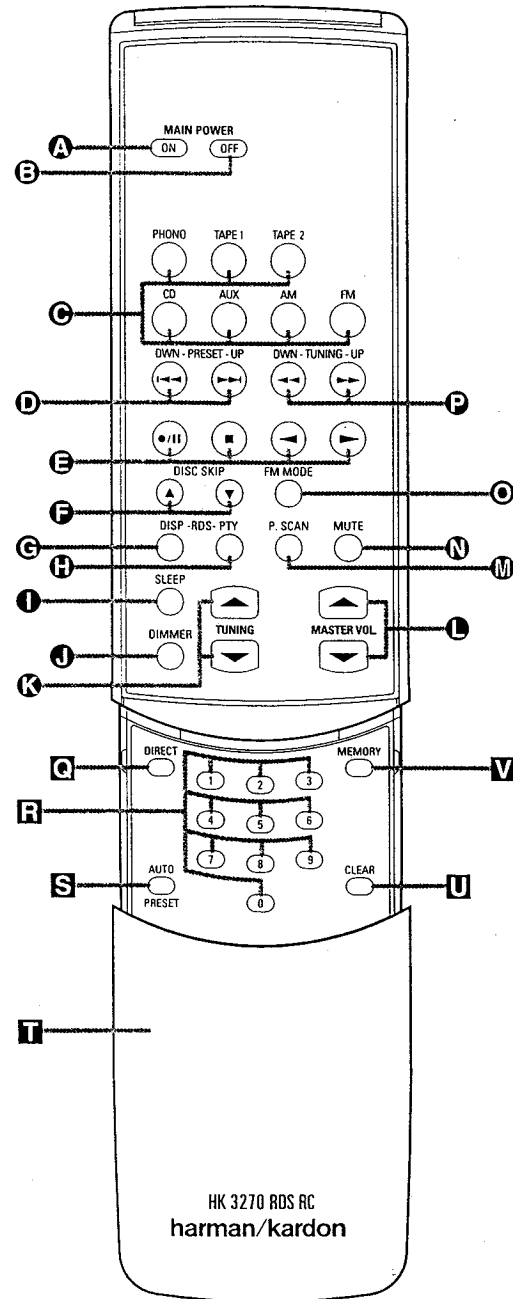 MAIN POWER
A ON OFF
B
PHONO TAPE 1 TAPE 2
CD AUX AM FM
C
DWN - PRESET - UP DWN - TUNING - UP
D P
E
DISC SKIP FM MODE
F O
DISP -RDS- PTY P. SCAN MUTE
G N
H M
SLEEP
I
TUNING MASTER VOL. L
DIMMER
J
K
DIRECT MEMORY
Q 1 2 3 V
R 4 5 6
7 8 9
AUTO CLEAR
S U
PRESET 0
T
HK 3270 RDS RC
harman/kardon